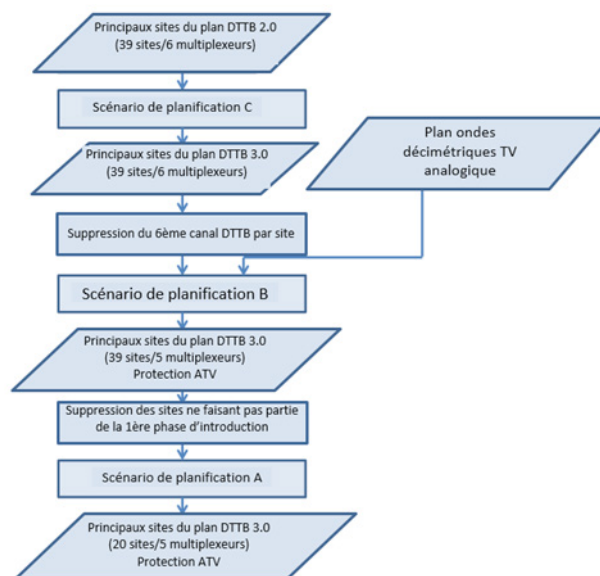 Principaux sites du plan DTTB 2.0
(39 sites/6 multiplexeurs)
Scénario de planification C
Principaux sites du plan DTTB 3.0
(39 sites/6 multiplexeurs)
Plan ondes
décimétriques TV
analogique
Suppression du 6ème canal DTTB par site
Scénario de planification B
Principaux sites du plan DTTB 3.0
(39 sites/5 multiplexeurs)
Protection ATV
Suppression des sites ne faisant pas partie
de la 1ère phase d'introduction
Scénario de planification A
Principaux sites du plan DTTB 3.0
(20 sites/5 multiplexeurs)
Protection ATV